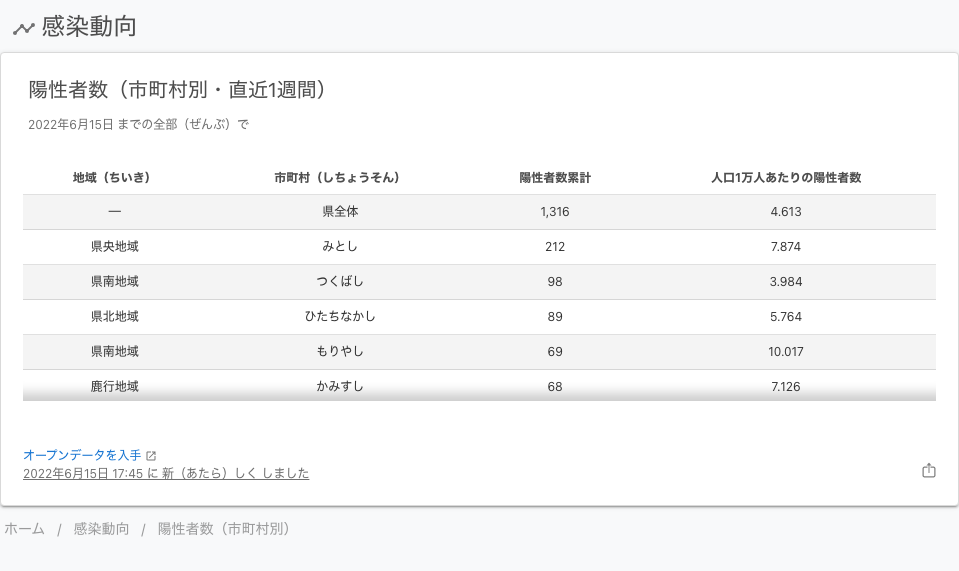 感染動向
陽性者数（市町村別・直近1週間）
2022年6月15日 までの全部（ぜんぶ）で
地域（ちいき） 市町村（しちょうそん） 陽性者数累計 人口1万人あたりの陽性者数
— 県全体 1,316 4.613
県央地域 みとし 212 7.874
県南地域 つくばし 98 3.984
県北地域 ひたちなかし 89 5.764
県南地域 もりやし 69 10.017
鹿行地域 かみすし 68 7.126
オープンデータを入手
2022年6月15日 17:45 に 新（あたら）しく しました
ホーム / 感染動向 / 陽性者数（市町村別）